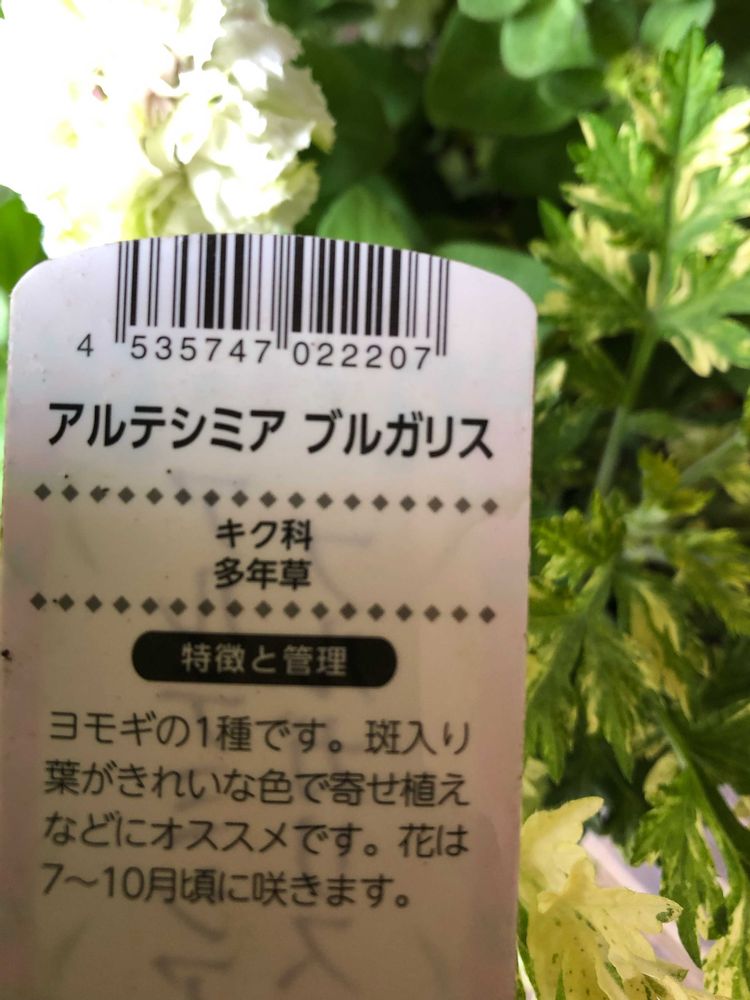 4 535747 022207
アルテシミア ブルガリス
キク科
多年草
特徴と管理
ヨモギの1種です。斑入り
葉がきれいな色で寄せ植え
などにオススメです。花は
7〜10月頃に咲きます。